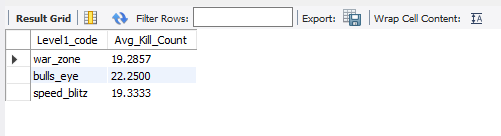 Result Grid Filter Rows: Export: Wrap Cell Content:
Level1_code Avg_Kill_Count
war_zone 19.2857
bulls_eye 22.2500
speed_blitz 19.3333